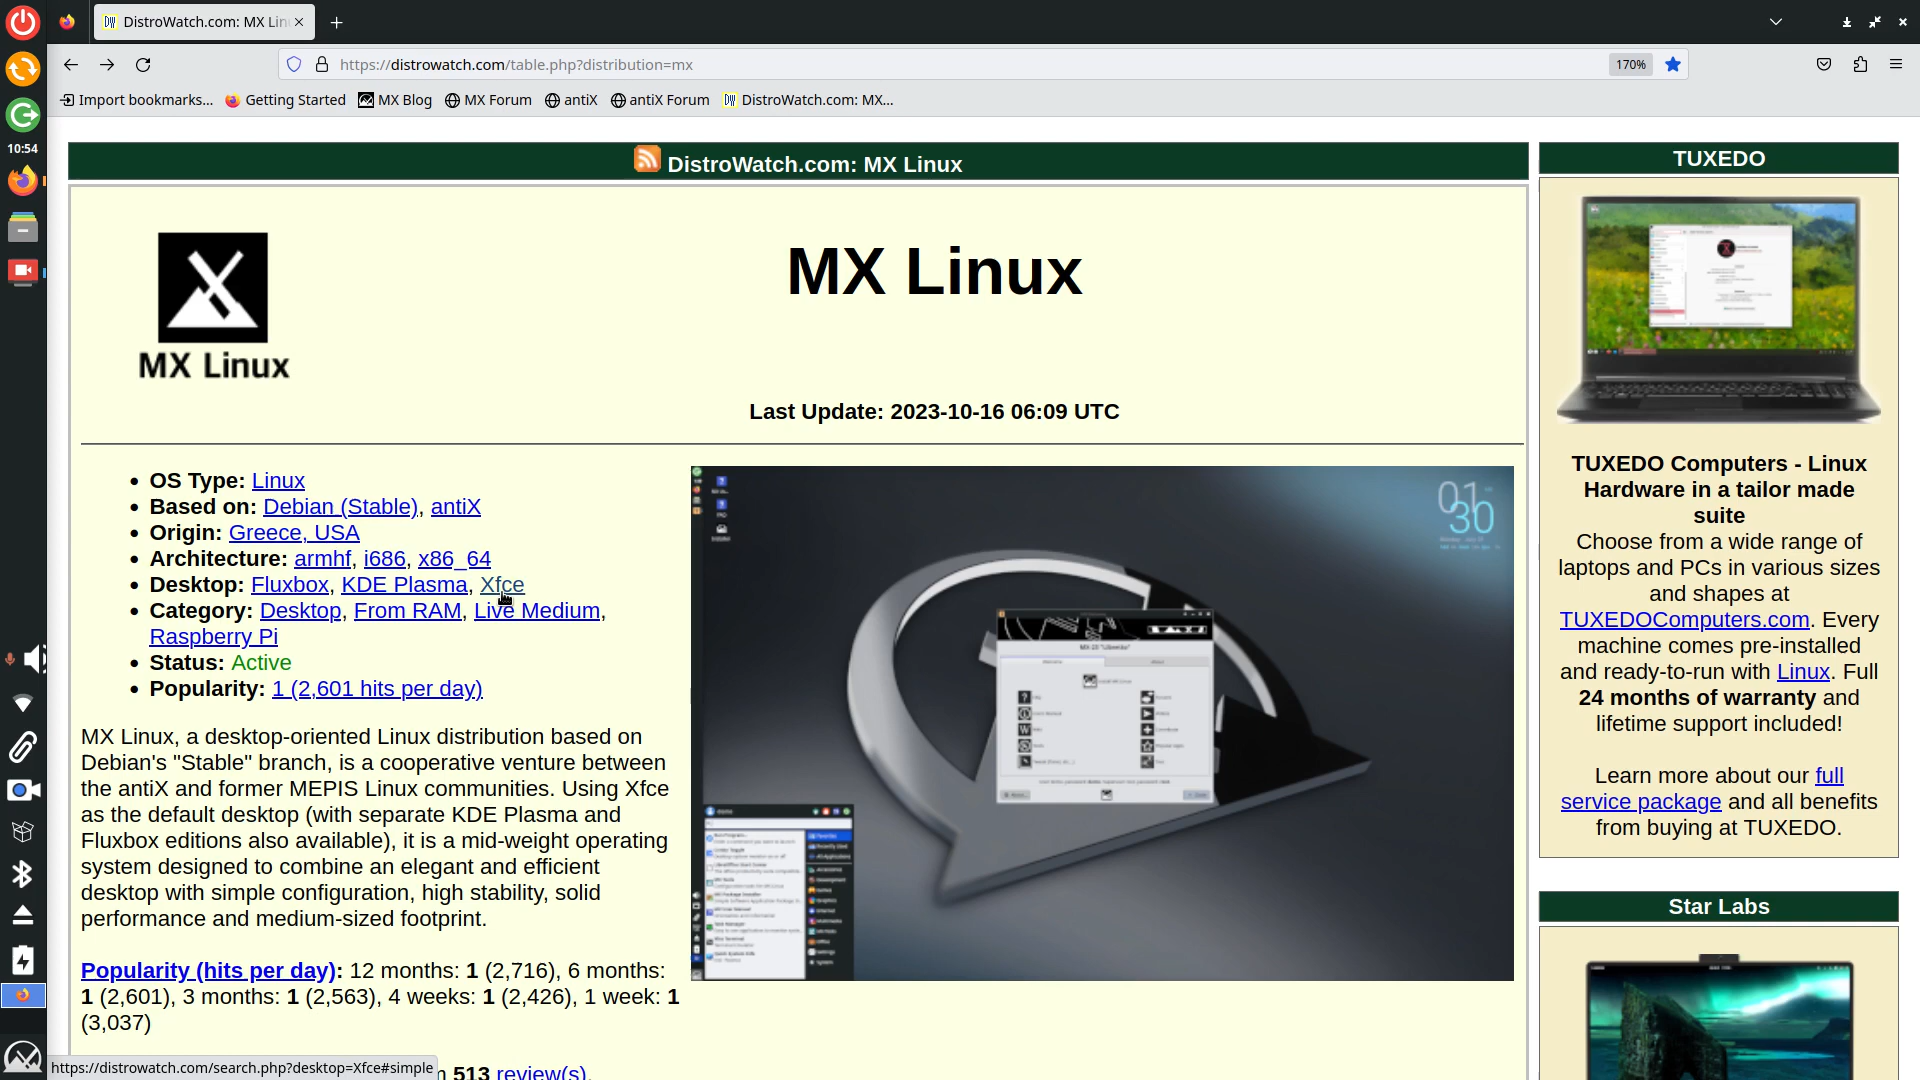 DistroWatch.com: MX Lin
https://distrowatch.com/table.php?distribution=mx
170%
Import bookmarks...
Getting Started
MX Blog
MX Forum
antiX
antiX Forum
DistroWatch.com: MX...
10:54
DistroWatch.com: MX Linux
MX Linux
MX Linux
Last Update: 2023-10-16 06:09 UTC
• OS Type: Linux
• Based on: Debian (Stable), antiX
• Origin: Greece, USA
• Architecture: armhf, i686, x86_64
• Desktop: Fluxbox, KDE Plasma, Xfce
• Category: Desktop, From RAM, Live Medium,
Raspberry Pi
• Status: Active
• Popularity: 1 (2,601 hits per day)
MX Linux, a desktop-oriented Linux distribution based on
Debian's "Stable" branch, is a cooperative venture between
the antiX and former MEPIS Linux communities. Using Xfce
as the default desktop (with separate KDE Plasma and
Fluxbox editions also available), it is a mid-weight operating
system designed to combine an elegant and efficient
desktop with simple configuration, high stability, solid
performance and medium-sized footprint.
Popularity (hits per day): 12 months: 1 (2,716), 6 months:
1 (2,601), 3 months: 1 (2,563), 4 weeks: 1 (2,426), 1 week: 1
(3,037)
513 review(s).
https://distrowatch.com/search.php?desktop=Xfce#simple
01
30
TUXEDO
TUXEDO Computers - Linux
Hardware in a tailor made
suite
Choose from a wide range of
laptops and PCs in various sizes
and shapes at
TUXEDOComputers.com. Every
machine comes pre-installed
and ready-to-run with Linux. Full
24 months of warranty and
lifetime support included!
Learn more about our full
service package and all benefits
from buying at TUXEDO.
Star Labs